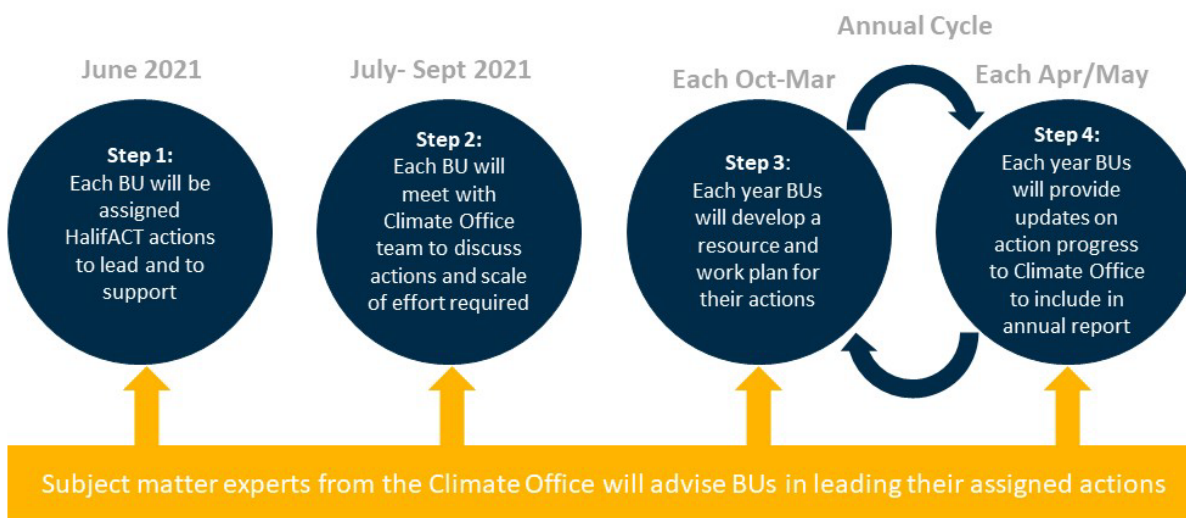 Annual Cycle
June 2021
July- Sept 2021
Each Oct-Mar
Each Apr/May
Step 1:
Each BU will be
assigned
HalifACT actions
to lead and to
support
Step 2:
Each BU will
meet with
Climate Office
team to discuss
actions and scale
of effort required
Step 3:
Each year BUs
will develop a
resource and
work plan for
their actions
Step 4:
Each year BUs
will provide
updates on
action progress
to Climate Office
to include in
annual report
Subject matter experts from the Climate Office will advise BUs in leading their assigned actions